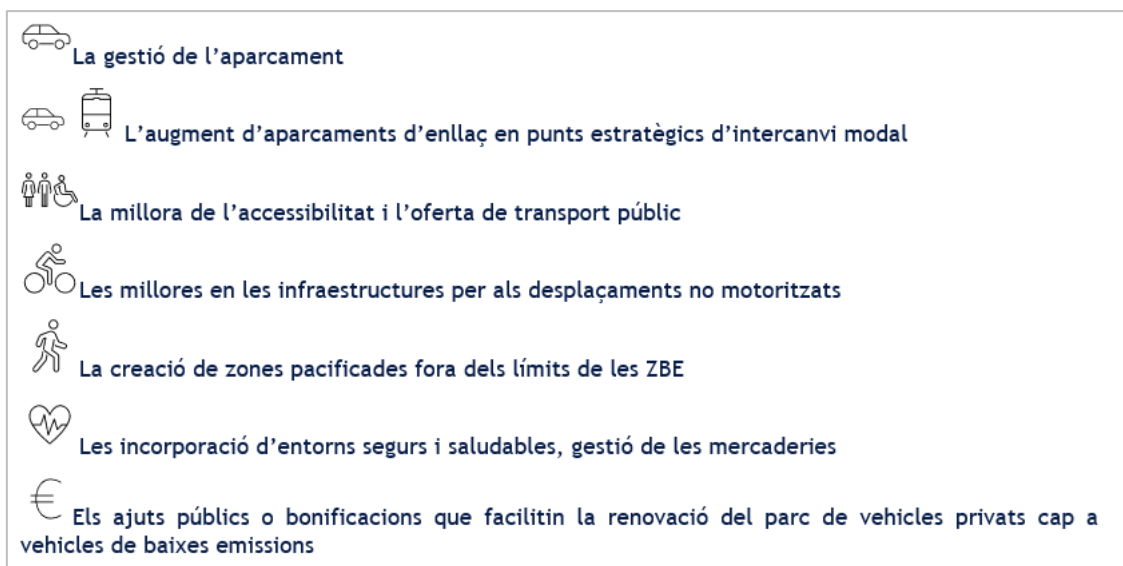 La gestió de l'aparcament
L'augment d'aparcaments d'enllaç en punts estratègics d'intercanvi modal
La millora de l'accessibilitat i l'oferta de transport públic
Les millores en les infraestructures per als desplaçaments no motoritzats
La creació de zones pacificades fora dels límits de les ZBE
Les incorporació d'entorns segurs i saludables, gestió de les mercaderies
Els ajuts públics o bonificacions que facilitin la renovació del parc de vehicles privats cap a
vehicles de baixes emissions